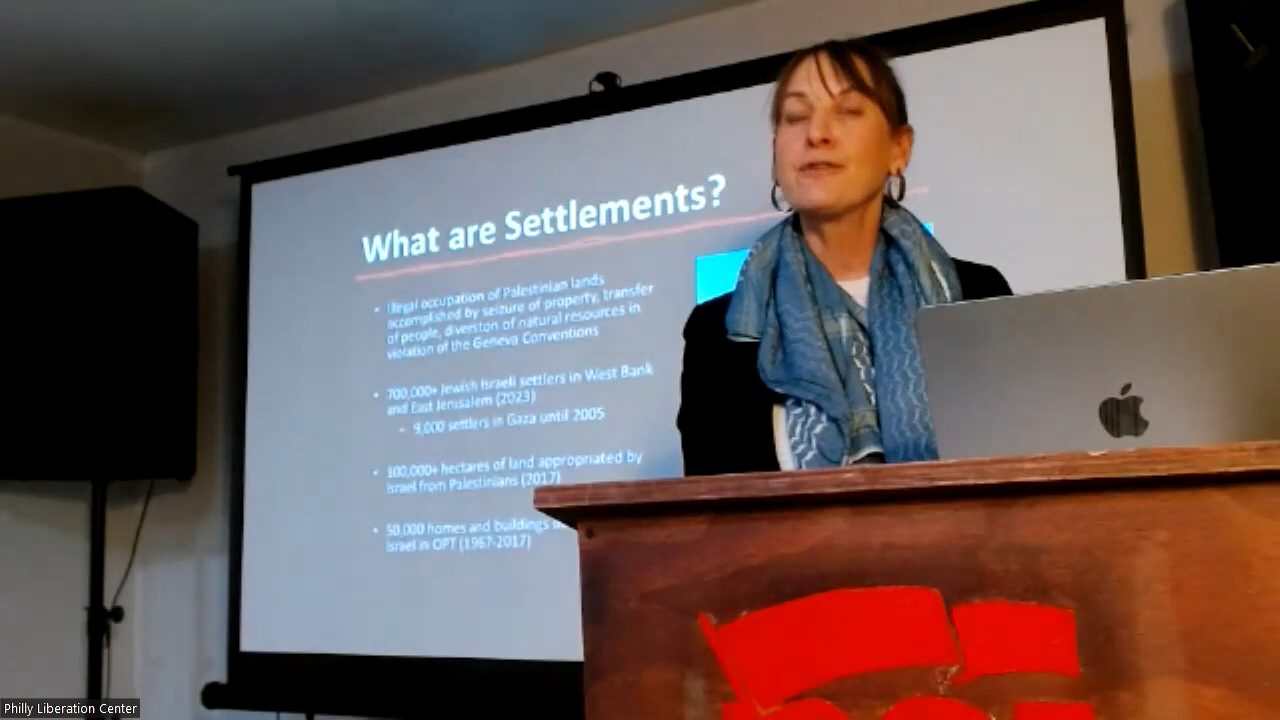 What are Settlements?
• Illegal occupation of Palestinian lands
accomplished by seizure of property, transfer
of people, diversion of natural resources in
violation of the Geneva Conventions
• 700,000+ Jewish Israeli settlers in West Bank
and East Jerusalem (2023)
• 9,000 settlers in Gaza until 2005
• 100,000+ hectares of land appropriated by
Israel from Palestinians (2017)
• 50,000 homes and buildings
Israel in OPT (1967-2017)
Philly Liberation Center